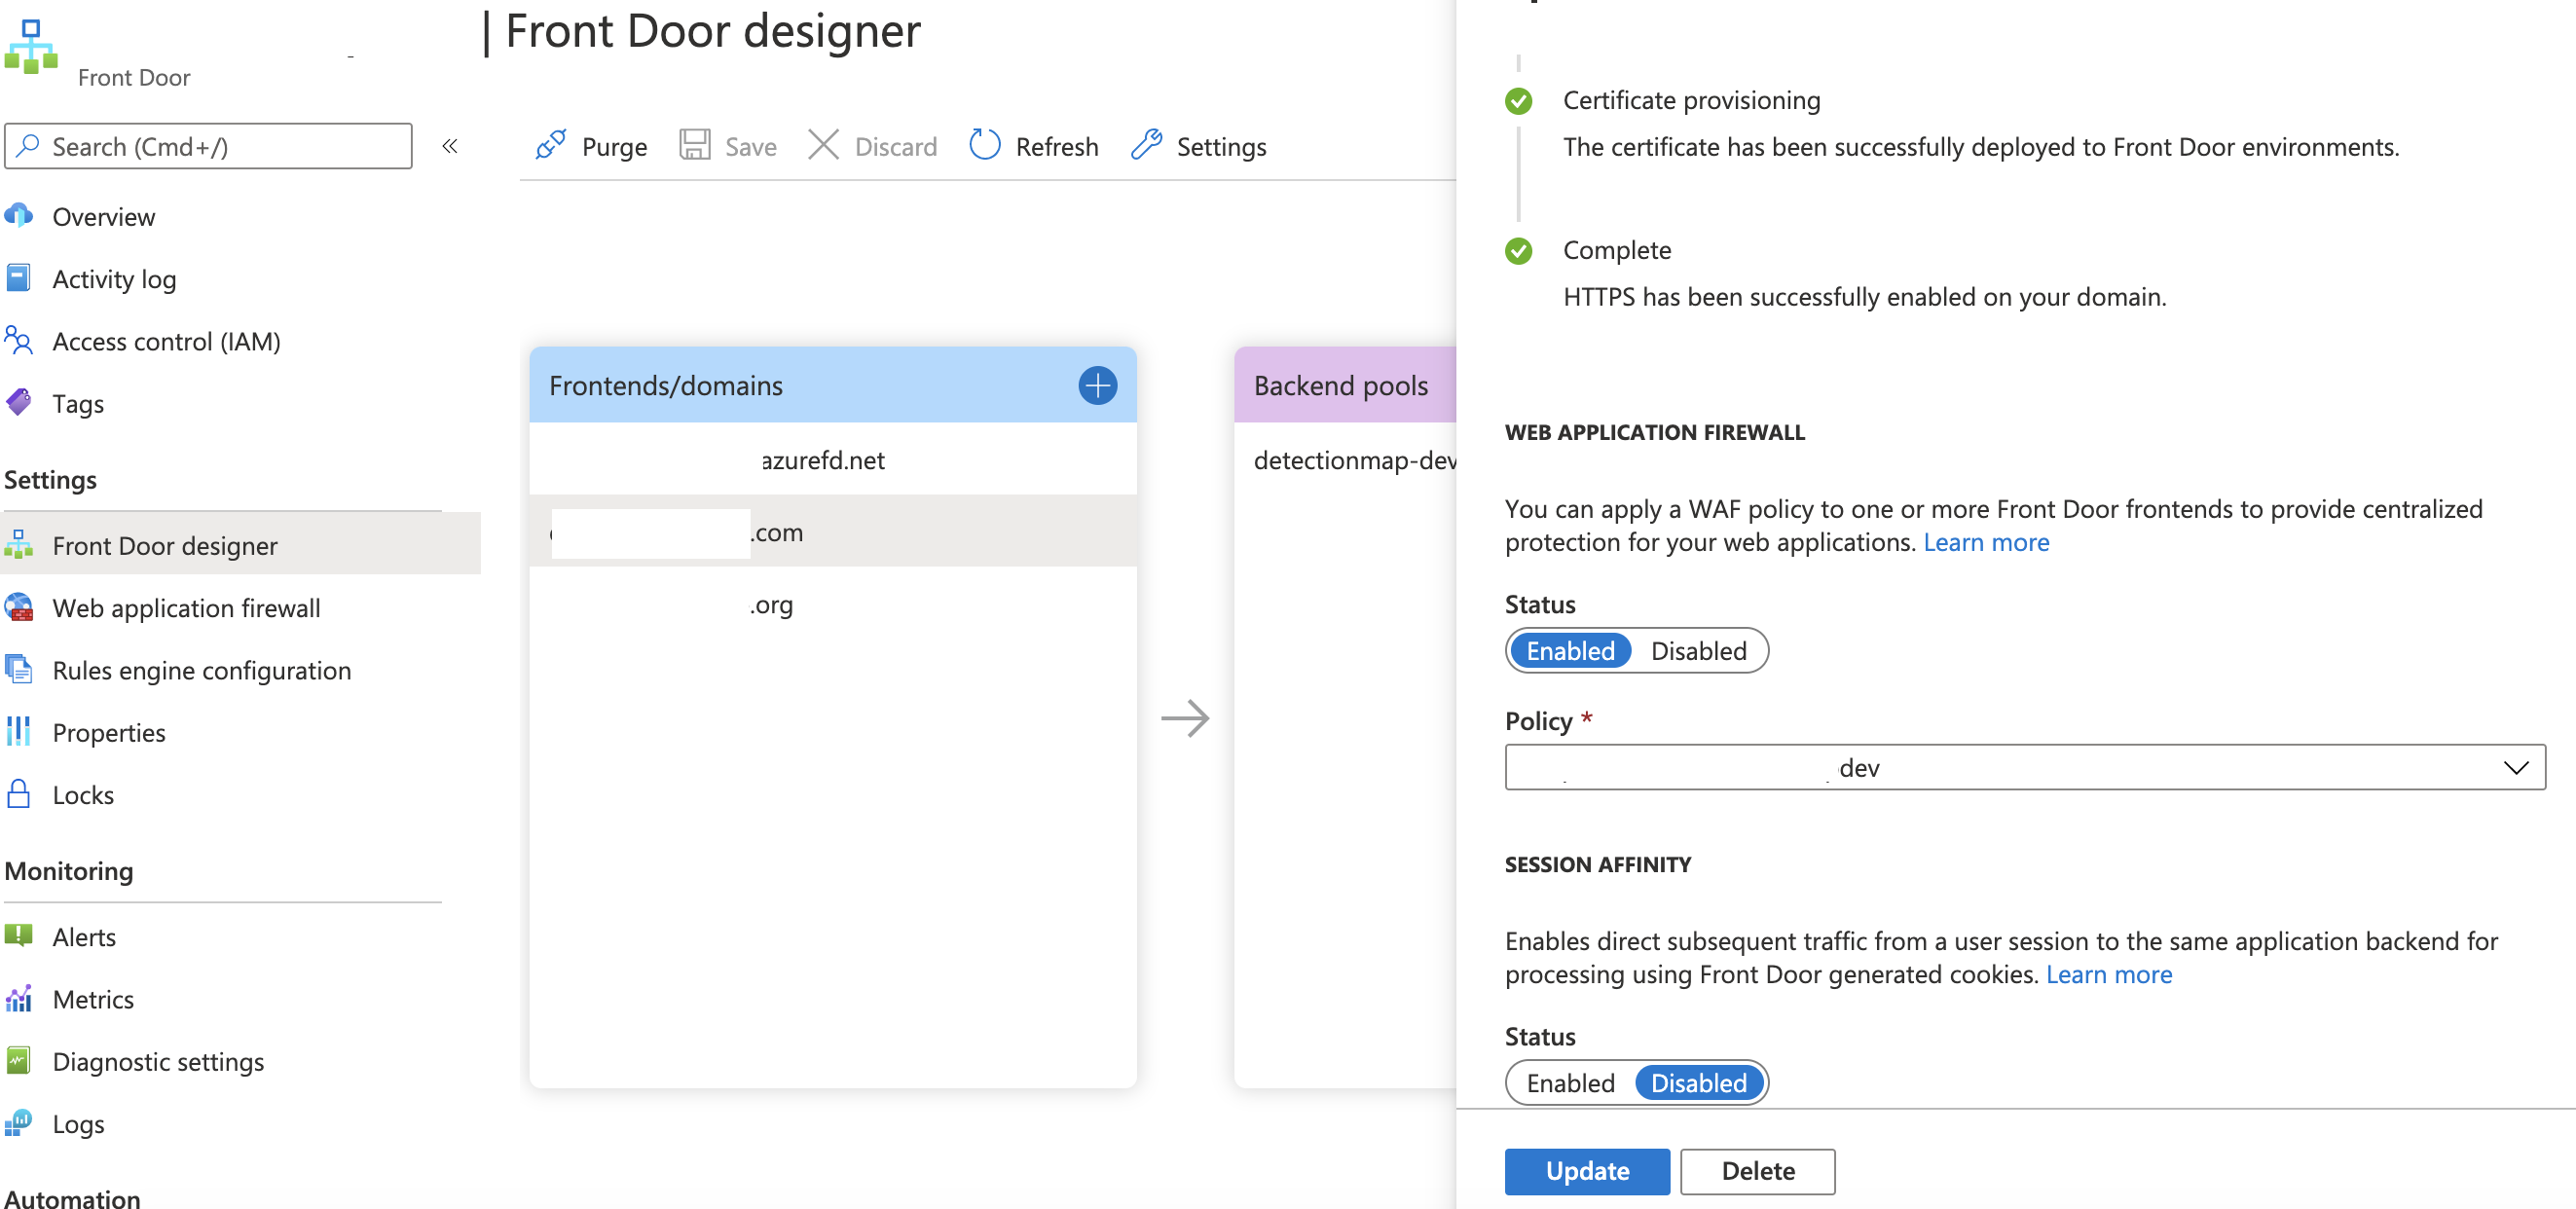 | Front Door designer
Front Door
Search (Cmd+/)
«
Overview
Activity log
Access control (IAM)
Tags
Settings
Front Door designer
Web application firewall
Rules engine configuration
Properties
Locks
Monitoring
Alerts
Metrics
Diagnostic settings
Logs
Automation
Purge
Save
Discard
Refresh
Settings
Frontends/domains
azurefd.net
.com
.org
Backend pools
detectionmap-dev
Certificate provisioning
The certificate has been successfully deployed to Front Door environments.
Complete
HTTPS has been successfully enabled on your domain.
WEB APPLICATION FIREWALL
You can apply a WAF policy to one or more Front Door frontends to provide centralized
protection for your web applications. Learn more
Status
Enabled Disabled
Policy *
dev
SESSION AFFINITY
Enables direct subsequent traffic from a user session to the same application backend for
processing using Front Door generated cookies. Learn more
Status
Enabled Disabled
Update Delete